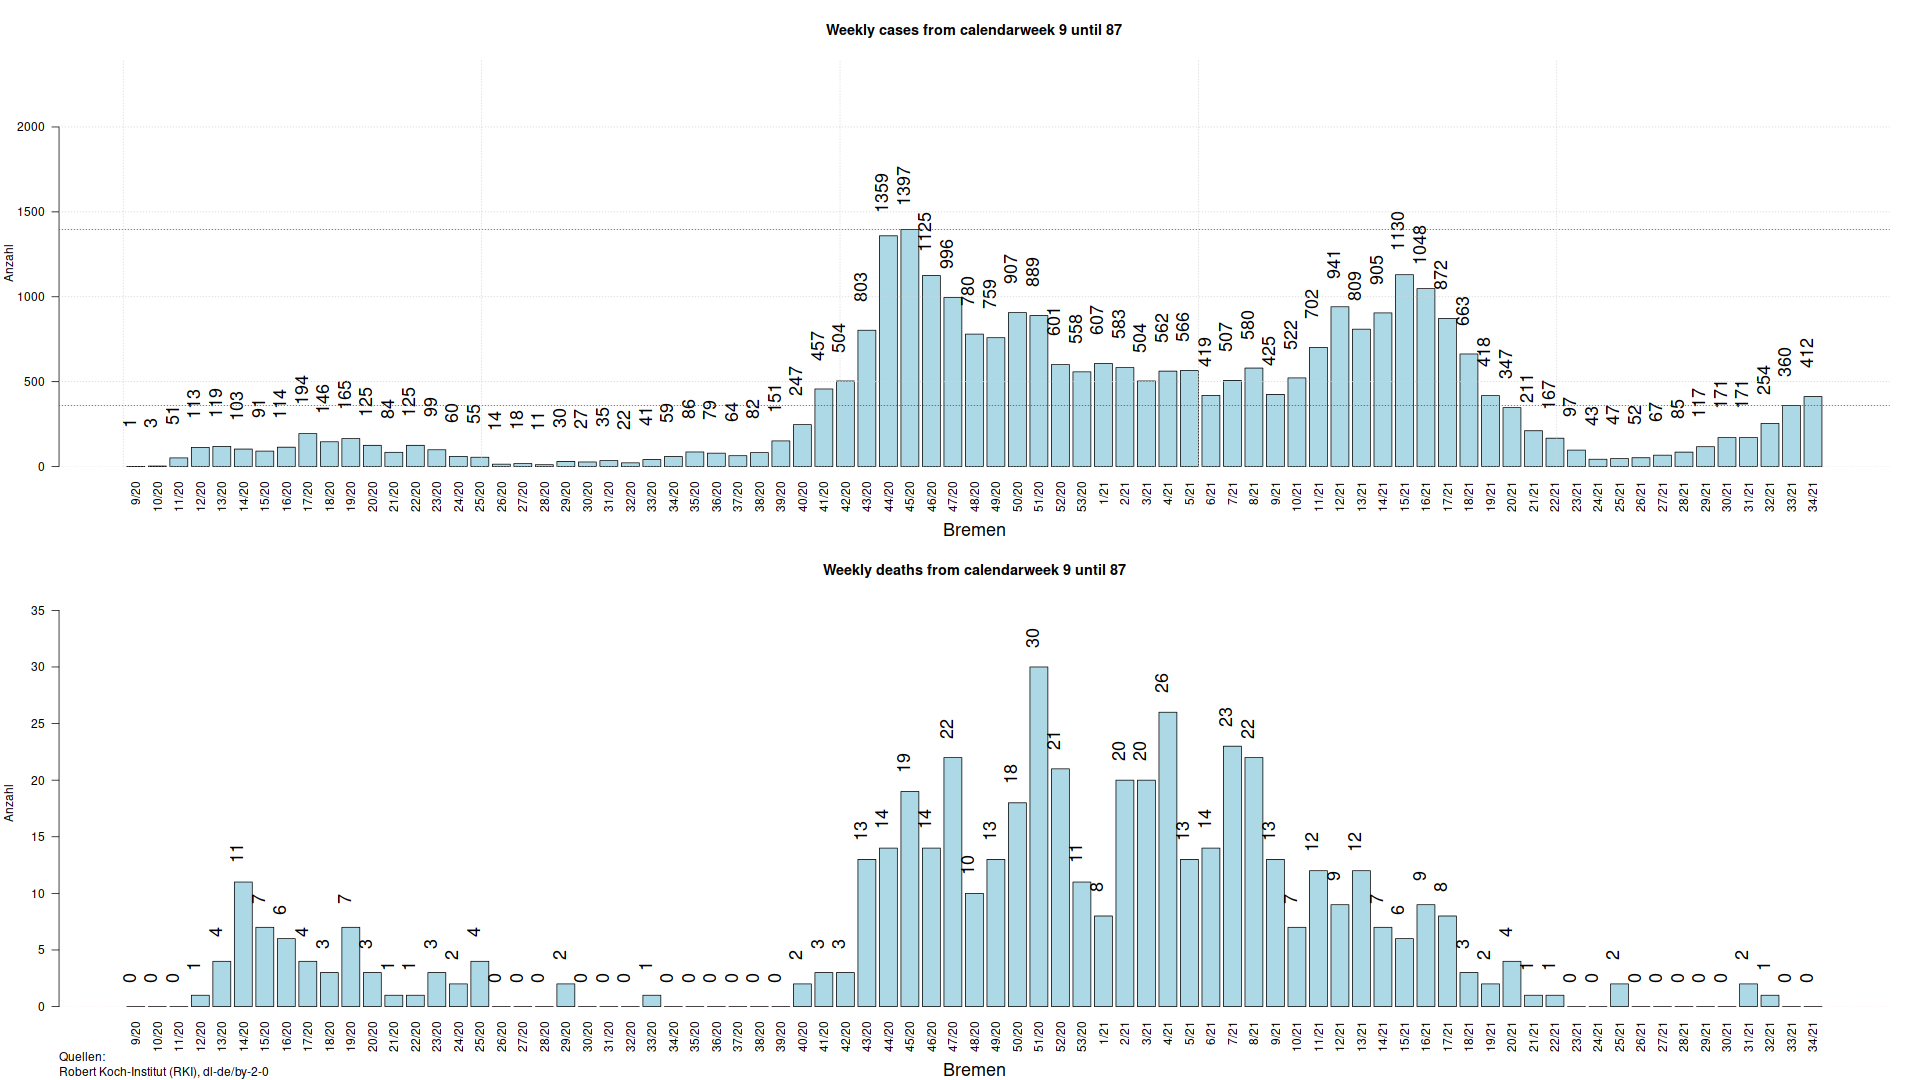 Weekly cases from calendarweek 9 until 87
Anzahl
2000
1500
1000
500
0
1 3 51 113 119 103 91 114 194 146 165 125 84 125 99 60 55 14 18 11 30 27 35 22 41 59 86 79 64 82 151 247 457 504 803 1359 1397 1125 996 780 759 907 889 601 558 607 583 504 562 566 419 507 580 425 522 702 941 809 905 1130 1048 872 663 418 347 211 167 97 43 47 52 67 85 117 171 171 254 360 412
9/20 10/20 11/20 12/20 13/20 14/20 15/20 16/20 17/20 18/20 19/20 20/20 21/20 22/20 23/20 24/20 25/20 26/20 27/20 28/20 29/20 30/20 31/20 32/20 33/20 34/20 35/20 36/20 37/20 38/20 39/20 40/20 41/20 42/20 43/20 44/20 45/20 46/20 47/20 48/20 49/20 50/20 51/20 52/20 53/20 1/21 2/21 3/21 4/21 5/21 6/21 7/21 8/21 9/21 10/21 11/21 12/21 13/21 14/21 15/21 16/21 17/21 18/21 19/21 20/21 21/21 22/21 23/21 24/21 25/21 26/21 27/21 28/21 29/21 30/21 31/21 32/21 33/21 34/21
Bremen
Weekly deaths from calendarweek 9 until 87
Anzahl
35
30
25
20
15
10
5
0
0 0 0 1 4 11 7 6 4 3 7 3 1 1 3 2 4 0 0 0 2 0 0 0 1 0 0 0 0 0 0 2 3 3 13 14 19 14 22 10 13 18 30 21 11 8 20 20 26 13 14 23 22 13 7 12 9 12 7 6 9 8 3 2 4 1 1 0 0 2 0 0 0 0 0 2 1 0 0
9/20 10/20 11/20 12/20 13/20 14/20 15/20 16/20 17/20 18/20 19/20 20/20 21/20 22/20 23/20 24/20 25/20 26/20 27/20 28/20 29/20 30/20 31/20 32/20 33/20 34/20 35/20 36/20 37/20 38/20 39/20 40/20 41/20 42/20 43/20 44/20 45/20 46/20 47/20 48/20 49/20 50/20 51/20 52/20 53/20 1/21 2/21 3/21 4/21 5/21 6/21 7/21 8/21 9/21 10/21 11/21 12/21 13/21 14/21 15/21 16/21 17/21 18/21 19/21 20/21 21/21 22/21 23/21 24/21 25/21 26/21 27/21 28/21 29/21 30/21 31/21 32/21 33/21 34/21
Bremen
Quellen:
Robert Koch-Institut (RKI), dl-de/by-2-0